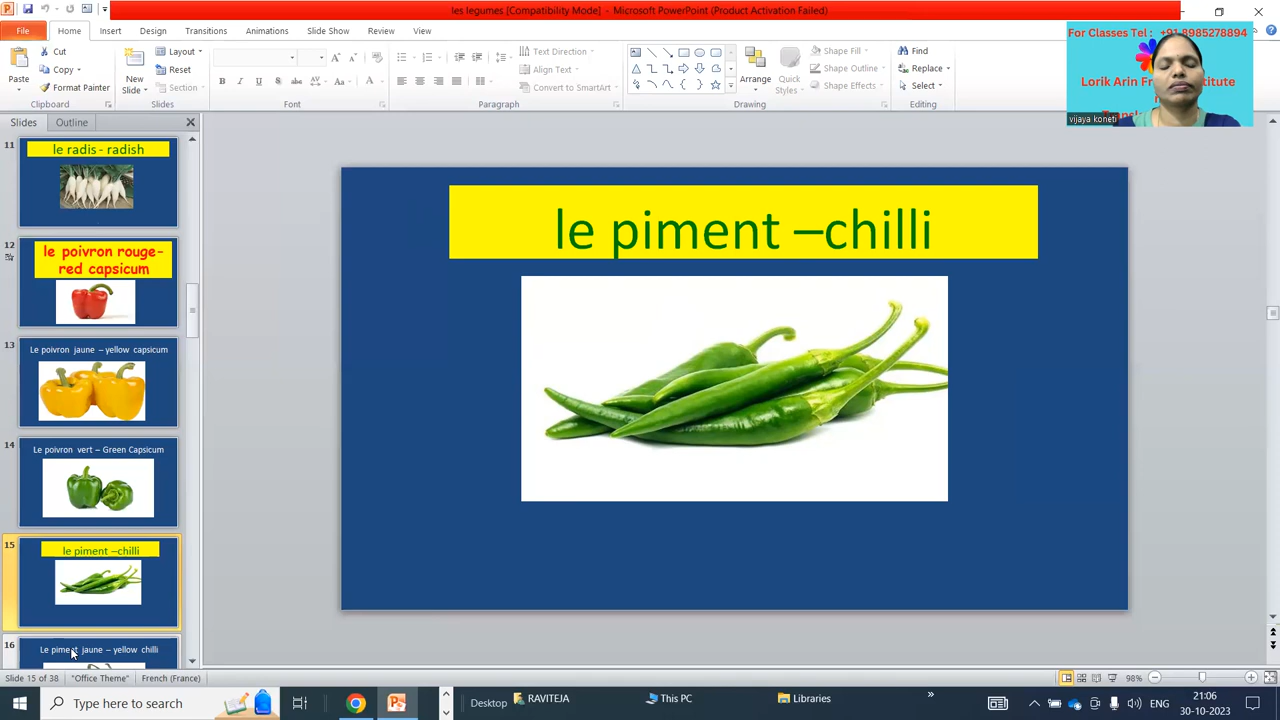 les legumes [Compatibility Mode] - Microsoft PowerPoint (Product Activation Failed)
File Home Insert Design Transitions Animations Slide Show Review View
For Classes Tel : +91 8985278894
Lorik Arin
vijaya koneti
Paste
Cut
Copy
Format Painter
Clipboard
New Slide
Layout
Reset
Section
Slides
Font
Text Direction
Align Text
Convert to SmartArt
Paragraph
Arrange
Quick Styles
Shape Fill
Shape Outline
Shape Effects
Drawing
Find
Replace
Select
Editing
Slides Outline
11
le radis - radish
12
le poivron rouge-
red capsicum
13
Le poivron jaune – yellow capsicum
14
Le poivron vert – Green Capsicum
15
le piment –chilli
16
Le piment jaune – yellow chilli
le piment –chilli
Slide 15 of 38 "Office Theme" French (France)
98%
Type here to search
Desktop
RAVITEJA
This PC
Libraries
ENG
21:06
30-10-2023